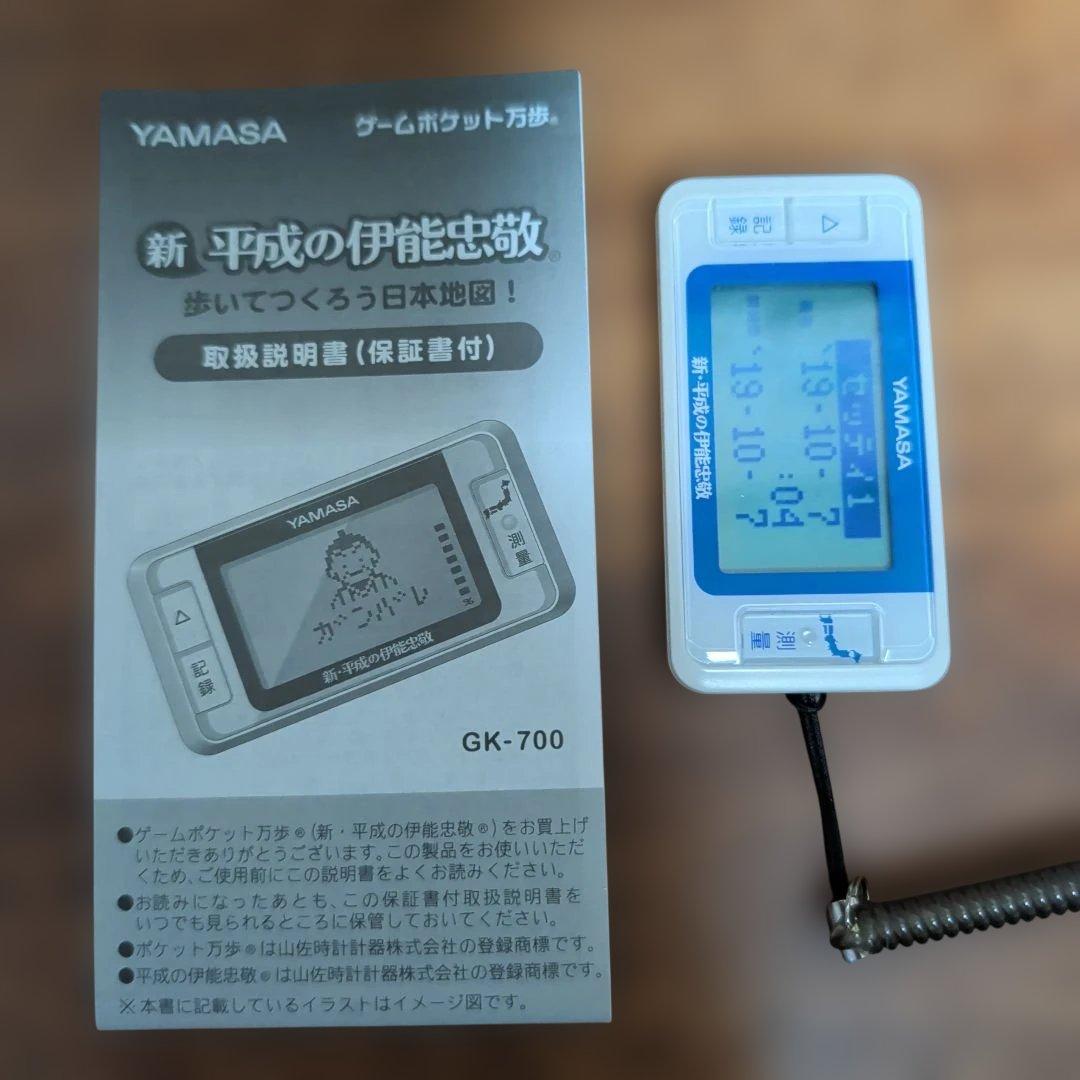 YAMASA ゲームポケット万歩®
新 平成の伊能忠敬®
歩いてつくろう日本地図！
取扱説明書(保証書付)
YAMASA
ガンバレ
測量
△
記録
新・平成の伊能忠敬
GK-700
●ゲームポケット万歩®(新・平成の伊能忠敬®)をお買上げ
いただきありがとうございます。この製品をお使いいただ
くため、ご使用前にこの説明書をよくお読みください。
●お読みになったあとも、この保証書付取扱説明書を
いつでも見られるところに保管しておいてください。
●ポケット万歩®は山佐時計計器株式会社の登録商標です。
●平成の伊能忠敬®は山佐時計計器株式会社の登録商標です。
※本書に記載しているイラストはイメージ図です。
△
記録
YAMASA
セッテイ1
'19-10-7
:04
'19-10-7
新・平成の伊能忠敬
測量